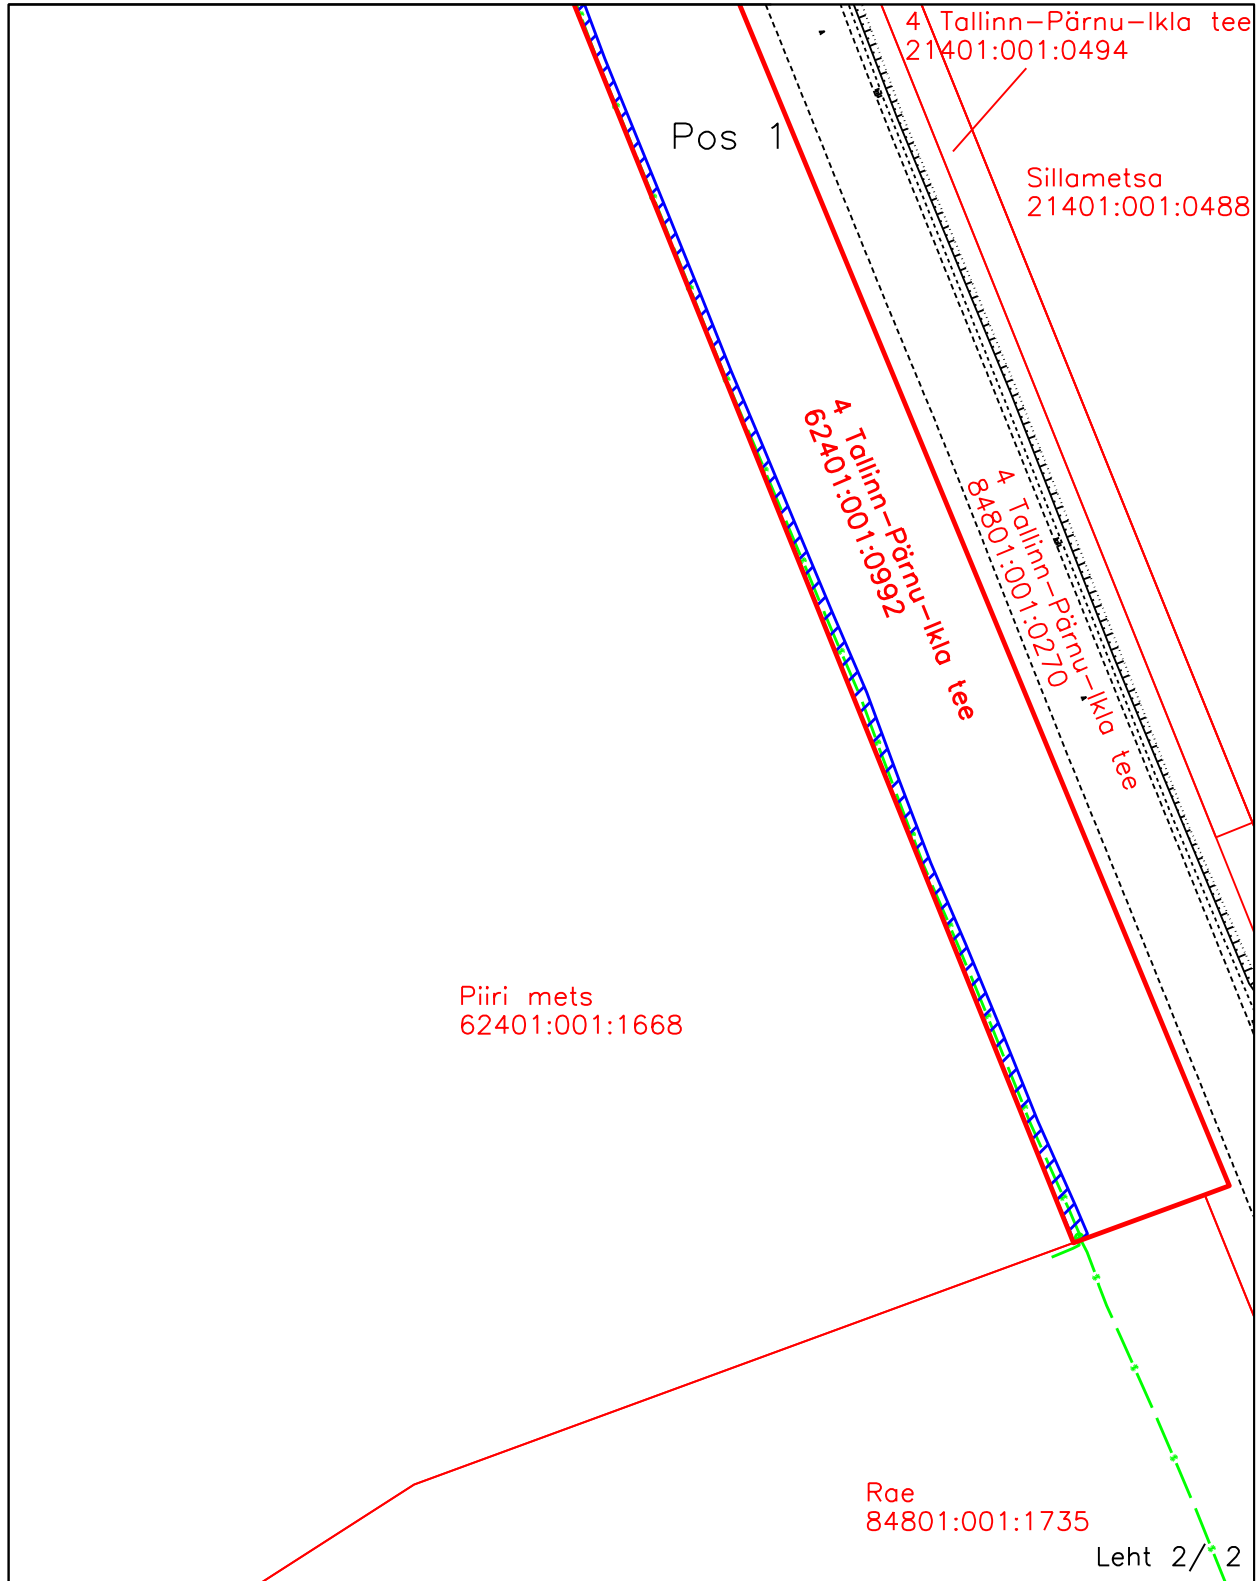 4 Tallinn-Pärnu-Ikla tee
21401:001:0494
Pos 1
Sillametsa
21401:001:0488
4 Tallinn-Pärnu-Ikla tee
62401:001:0992
4 Tallinn-Pärnu-Ikla tee
84801:001:0270
Piiri mets
62401:001:1668
Rae
84801:001:1735
Leht 2/ 2